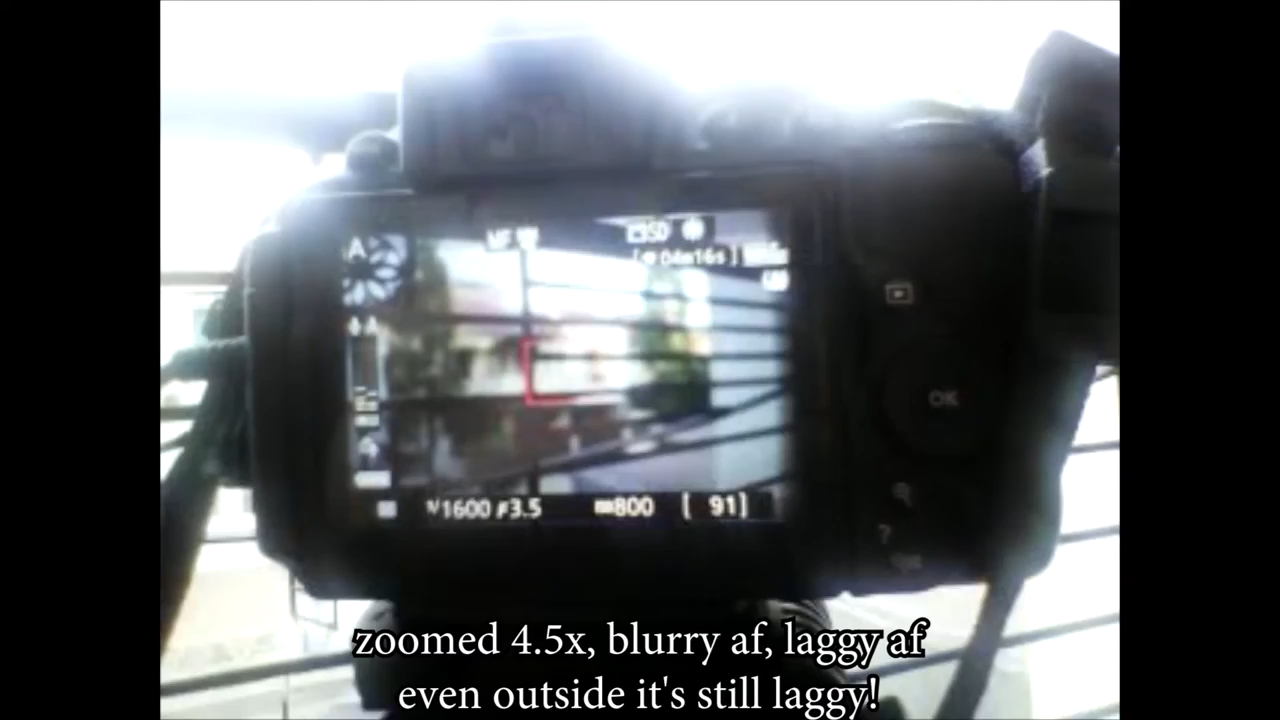 A
MF
SD
[ 04m16s ]
OK
?
1600 F3.5
800
[ 91]
zoomed 4.5x, blurry af, laggy af
even outside it's still laggy!